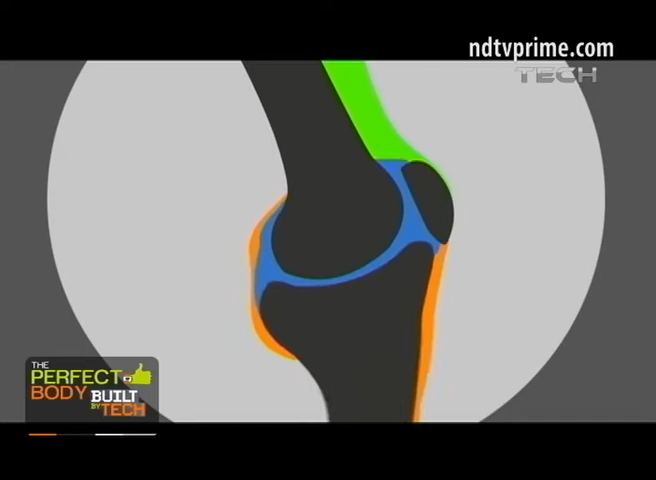 ndtvprime.com
TECH
THE
PERFECT
BODY BUILT
BY TECH